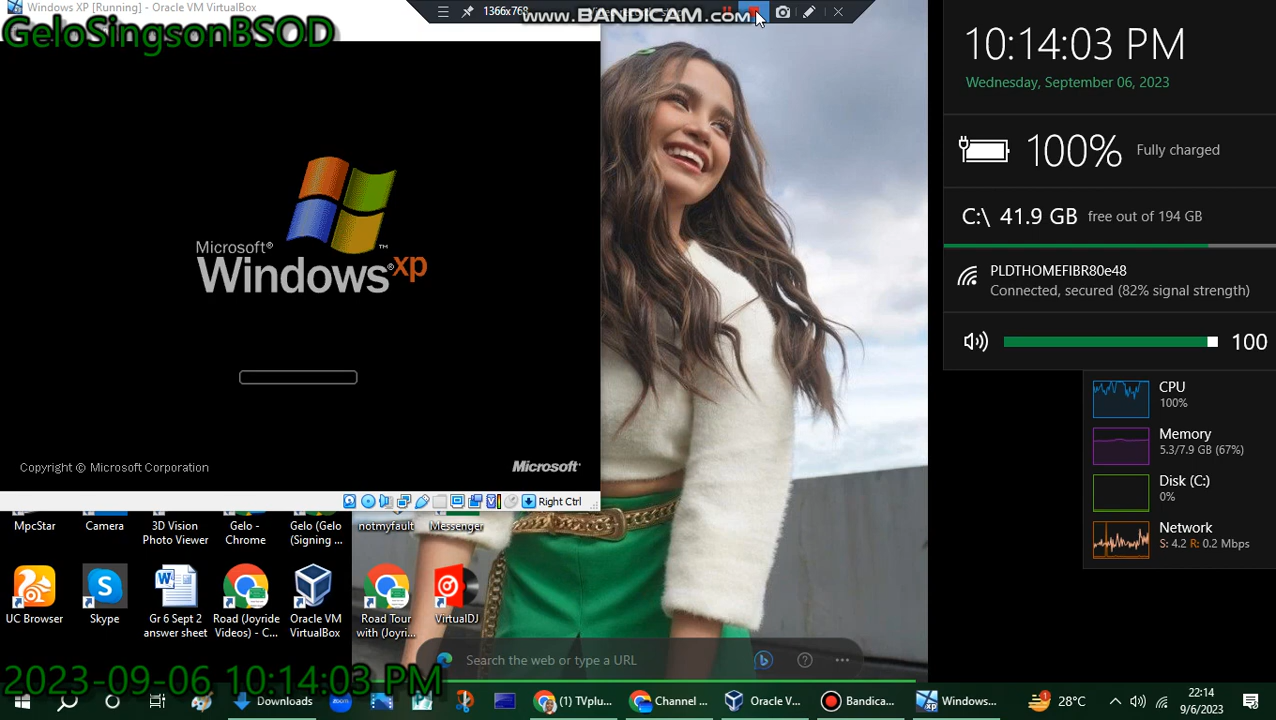 Windows XP [Running] - Oracle VM VirtualBox
GeloSingsonBSOD
1366x768
www.BANDICAM.com
10:14:03 PM
Wednesday, September 06, 2023
100% Fully charged
C:\ 41.9 GB free out of 194 GB
PLDTHOMEFIBR80e48
Connected, secured (82% signal strength)
100
CPU
100%
Memory
5.3/7.9 GB (67%)
Disk (C:)
0%
Network
S: 4.2 R: 0.2 Mbps
Microsoft®
Windows® xp ™
Copyright © Microsoft Corporation
Microsoft®
Right Ctrl
MpcStar
Camera
3D Vision
Photo Viewer
Gelo -
Chrome
Gelo (Gelo
(Signing ...
notmyfault
Messenger
UC Browser
Skype
Gr 6 Sept 2
answer sheet
Road (Joyride
Videos) - C...
Oracle VM
VirtualBox
Road Tour
with (Joyri...
VirtualDJ
Search the web or type a URL
2023-09-06 10:14:03 PM
Downloads
zoom
(1) TVplu...
Channel ...
Oracle V...
Bandica...
Windows...
1
28°C
22:14
9/6/2023